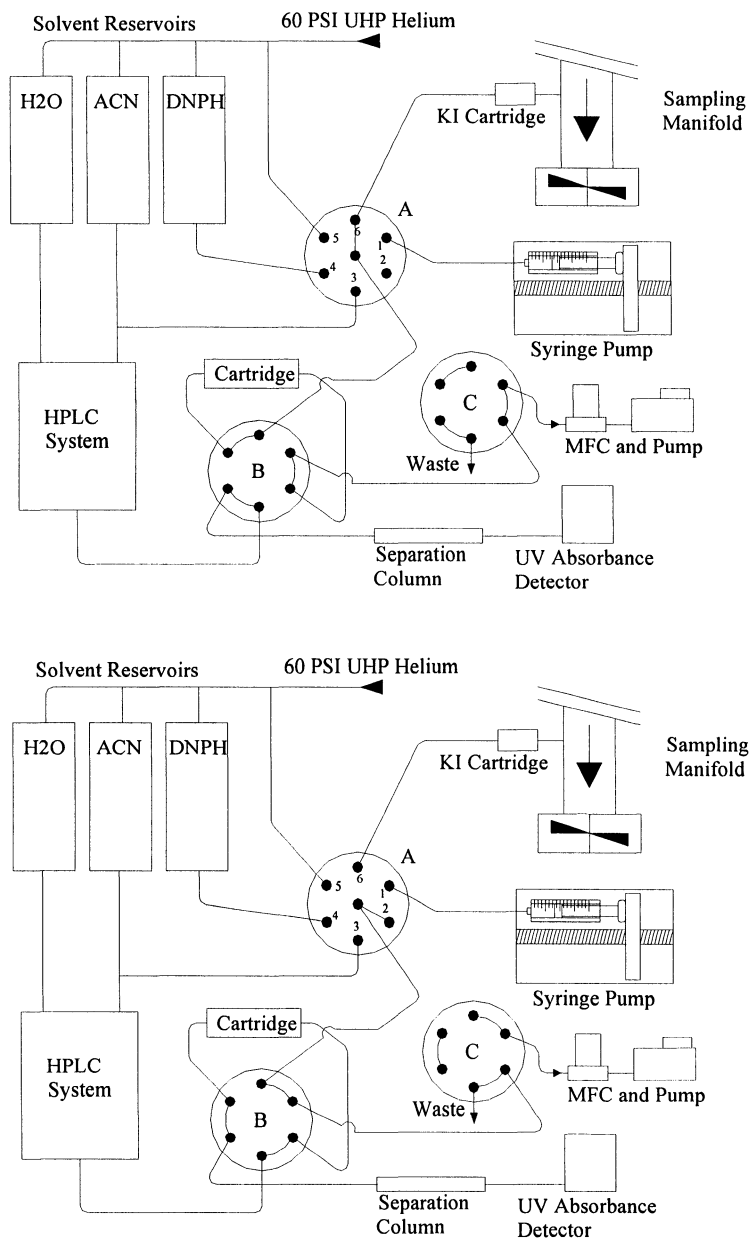 Solvent Reservoirs
60 PSI UHP Helium
H2O
ACN
DNPH
KI Cartridge
Sampling
Manifold
A
6
5
1
4
2
3
Syringe Pump
Cartridge
HPLC
System
C
B
Waste
MFC and Pump
Separation
Column
UV Absorbance
Detector
Solvent Reservoirs
60 PSI UHP Helium
H2O
ACN
DNPH
KI Cartridge
Sampling
Manifold
A
6
5
1
4
2
3
Syringe Pump
Cartridge
HPLC
System
C
B
Waste
MFC and Pump
Separation
Column
UV Absorbance
Detector